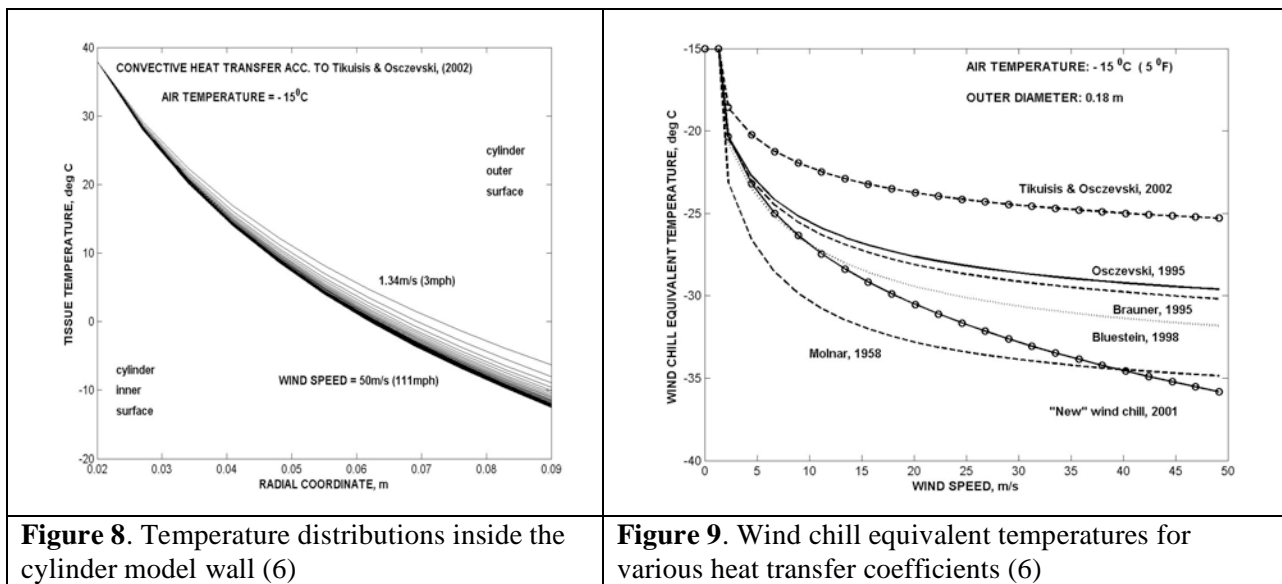 40
30
20
10
0
-10
-20
TISSUE TEMPERATURE, deg C
CONVECTIVE HEAT TRANSFER ACC. TO Tikuisis & Osczevski, (2002)
AIR TEMPERATURE = - 15⁰C
cylinder
outer
surface
1.34m/s (3mph)
cylinder
inner
surface
WIND SPEED = 50m/s (111mph)
0.02 0.03 0.04 0.05 0.06 0.07 0.08 0.09
RADIAL COORDINATE, m
Figure 8. Temperature distributions inside the
cylinder model wall (6)
-15
-20
-25
-30
-35
-40
WIND CHILL EQUIVALENT TEMPERATURE, deg C
AIR TEMPERATURE: - 15 ⁰C ( 5 ⁰F)
OUTER DIAMETER: 0.18 m
Tikuisis & Osczevski, 2002
Osczevski, 1995
Brauner, 1995
Bluestein, 1998
Molnar, 1958
"New" wind chill, 2001
0 5 10 15 20 25 30 35 40 45 50
WIND SPEED, m/s
Figure 9. Wind chill equivalent temperatures for
various heat transfer coefficients (6)